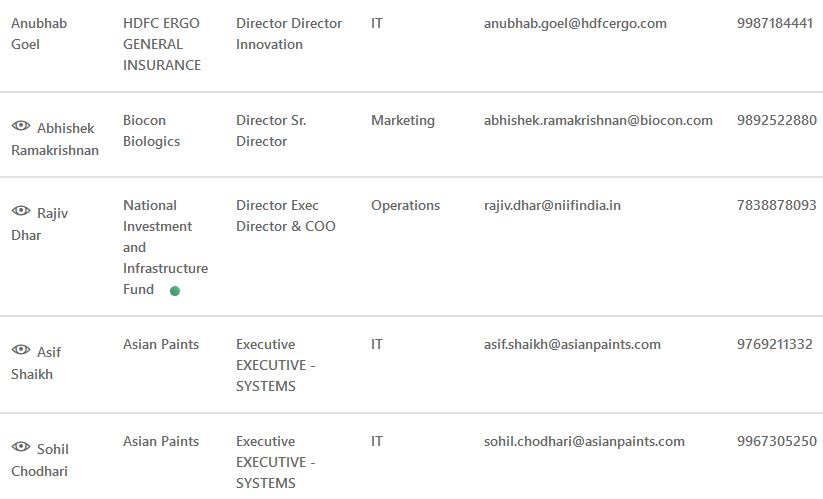 Anubhab HDFC ERGO Director Director IT anubhab.goel@hdfcergo.com 9987184441
Goel GENERAL Innovation
INSURANCE
Abhishek Biocon Director Sr. Marketing abhishek.ramakrishnan@biocon.com 9892522880
Ramakrishnan Biologics Director
Rajiv National Director Exec Operations rajiv.dhar@niifindia.in 7838878093
Dhar Investment Director & COO
and
Infrastructure
Fund
Asif Asian Paints Executive IT asif.shaikh@asianpaints.com 9769211332
Shaikh EXECUTIVE -
SYSTEMS
Sohil Asian Paints Executive IT sohil.chodhari@asianpaints.com 9967305250
Chodhari EXECUTIVE -
SYSTEMS